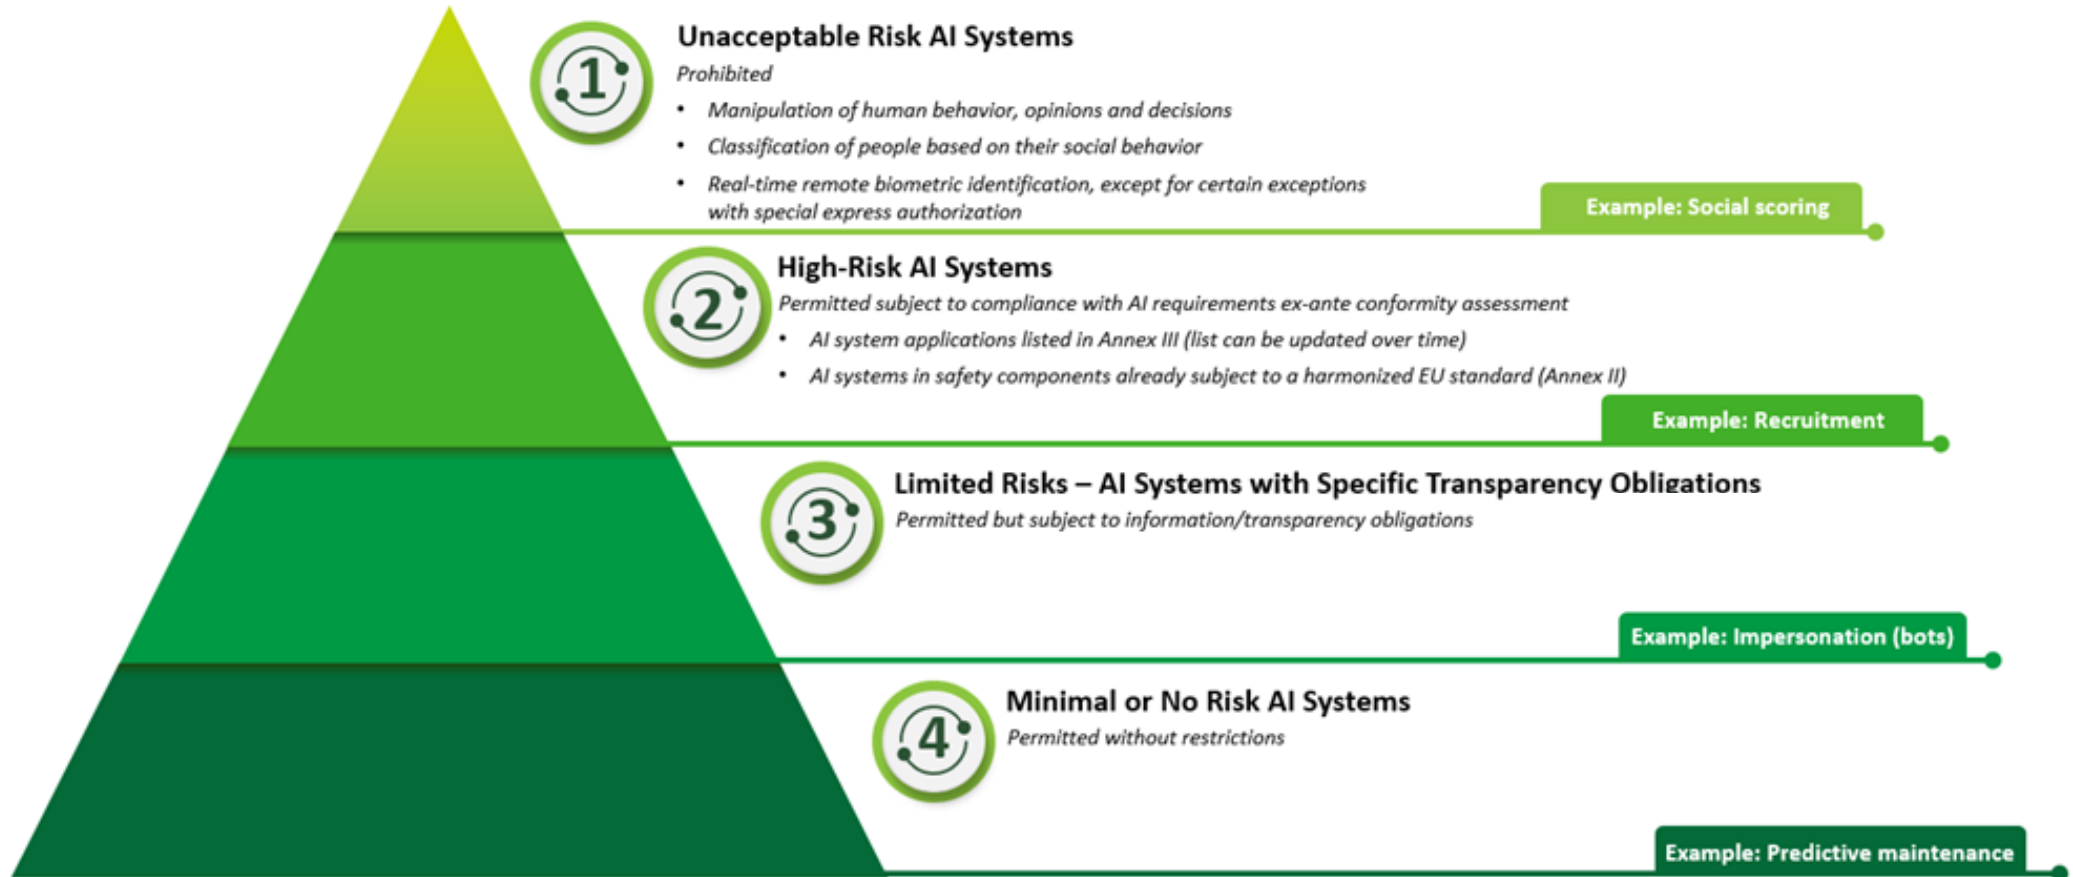 1
Unacceptable Risk AI Systems
Prohibited
• Manipulation of human behavior, opinions and decisions
• Classification of people based on their social behavior
• Real-time remote biometric identification, except for certain exceptions
with special express authorization
Example: Social scoring
2
High-Risk AI Systems
Permitted subject to compliance with AI requirements ex-ante conformity assessment
• AI system applications listed in Annex III (list can be updated over time)
• AI systems in safety components already subject to a harmonized EU standard (Annex II)
Example: Recruitment
3
Limited Risks – AI Systems with Specific Transparency Obligations
Permitted but subject to information/transparency obligations
Example: Impersonation (bots)
4
Minimal or No Risk AI Systems
Permitted without restrictions
Example: Predictive maintenance